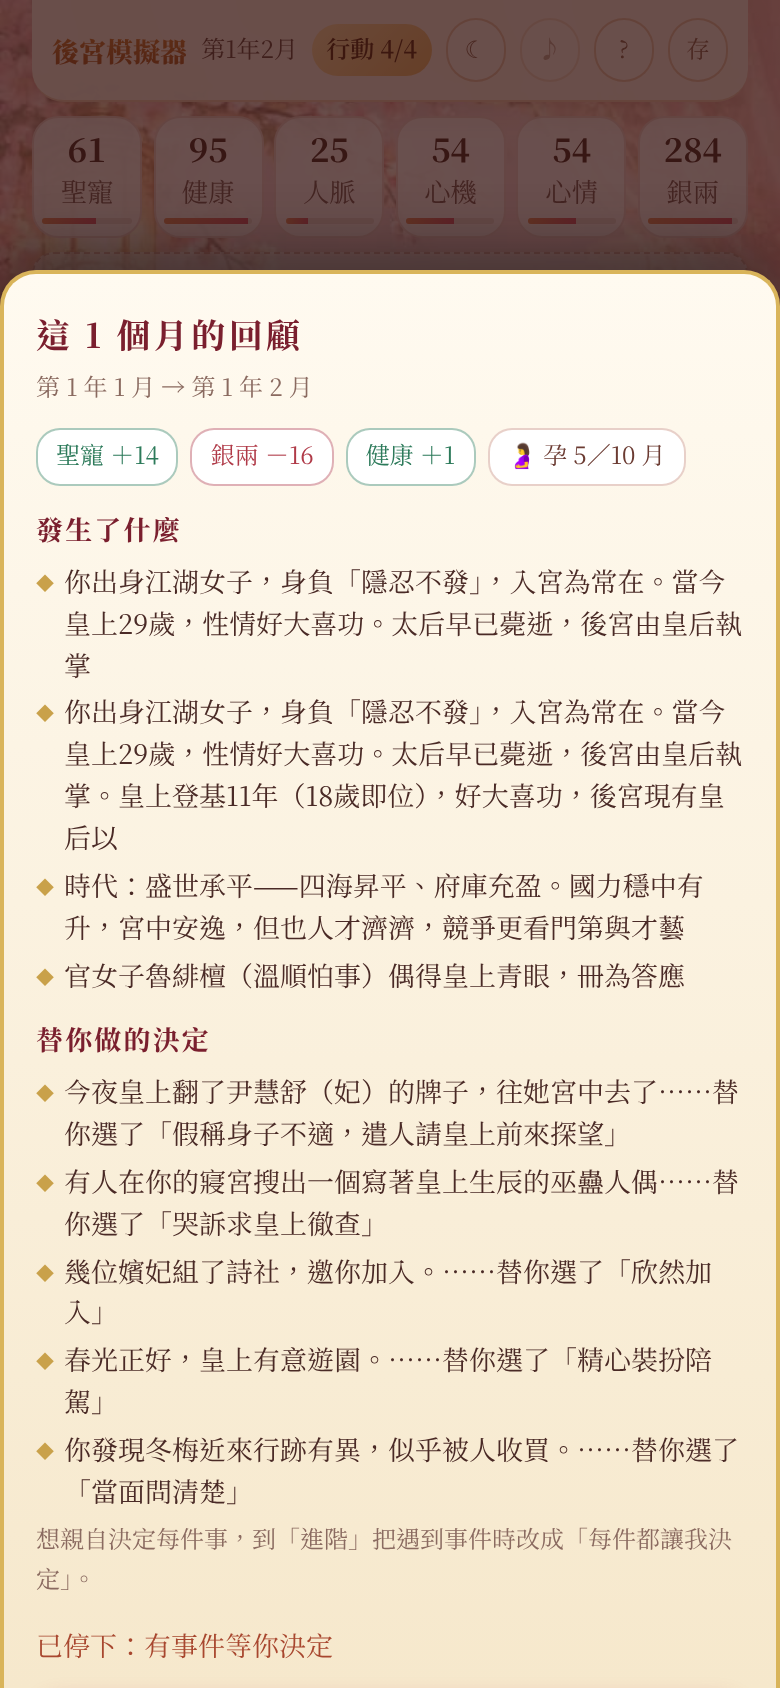 後宮模擬器 第1年2月 行動 4/4 ☾ ♪ ? 存
61 95 25 54 54 284
聖寵 健康 人脈 心機 心情 銀兩
這 1 個月的回顧
第 1 年 1 月 → 第 1 年 2 月
聖寵 +14 銀兩 −16 健康 +1 🤰 孕 5/10 月
發生了什麼
◆ 你出身江湖女子，身負「隱忍不發」，入宮為常在。當今
皇上29歲，性情好大喜功。太后早已薨逝，後宮由皇后執
掌
◆ 你出身江湖女子，身負「隱忍不發」，入宮為常在。當今
皇上29歲，性情好大喜功。太后早已薨逝，後宮由皇后執
掌。皇上登基11年（18歲即位），好大喜功，後宮現有皇
后以
◆ 時代：盛世承平——四海昇平、府庫充盈。國力穩中有
升，宮中安逸，但也人才濟濟，競爭更看門第與才藝
◆ 官女子魯緋檀（溫順怕事）偶得皇上青眼，冊為答應
替你做的決定
◆ 今夜皇上翻了尹慧舒（妃）的牌子，往她宮中去了……替
你選了「假稱身子不適，遣人請皇上前來探望」
◆ 有人在你的寢宮搜出一個寫著皇上生辰的巫蠱人偶……替
你選了「哭訴求皇上徹查」
◆ 幾位嬪妃組了詩社，邀你加入。……替你選了「欣然加
入」
◆ 春光正好，皇上有意遊園。……替你選了「精心裝扮陪
駕」
◆ 你發現冬梅近來行跡有異，似乎被人收買。……替你選了
「當面問清楚」
想親自決定每件事，到「進階」把遇到事件時改成「每件都讓我決
定」。
已停下：有事件等你決定